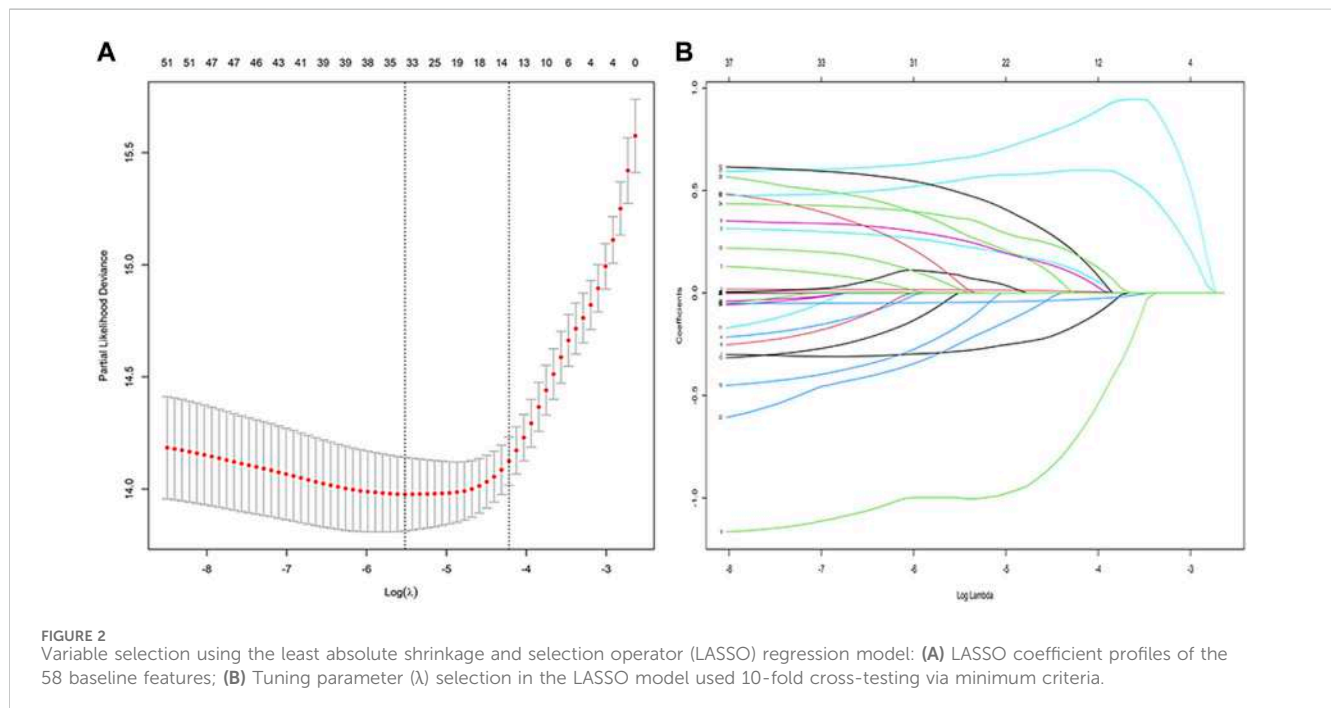 A
51 51 47 47 46 43 41 39 39 38 35 33 25 19 18 14 13 10 6 4 4 0
Partial Likelihood Deviance
15.5
15.0
14.5
14.0
-8 -7 -6 -5 -4 -3
Log(λ)
B
37 33 31 22 12 4
Coefficients
1.0
0.5
0.0
-0.5
-1.0
-8 -7 -6 -5 -4 -3
Log Lambda
FIGURE 2
Variable selection using the least absolute shrinkage and selection operator (LASSO) regression model: (A) LASSO coefficient profiles of the
58 baseline features; (B) Tuning parameter (λ) selection in the LASSO model used 10-fold cross-testing via minimum criteria.